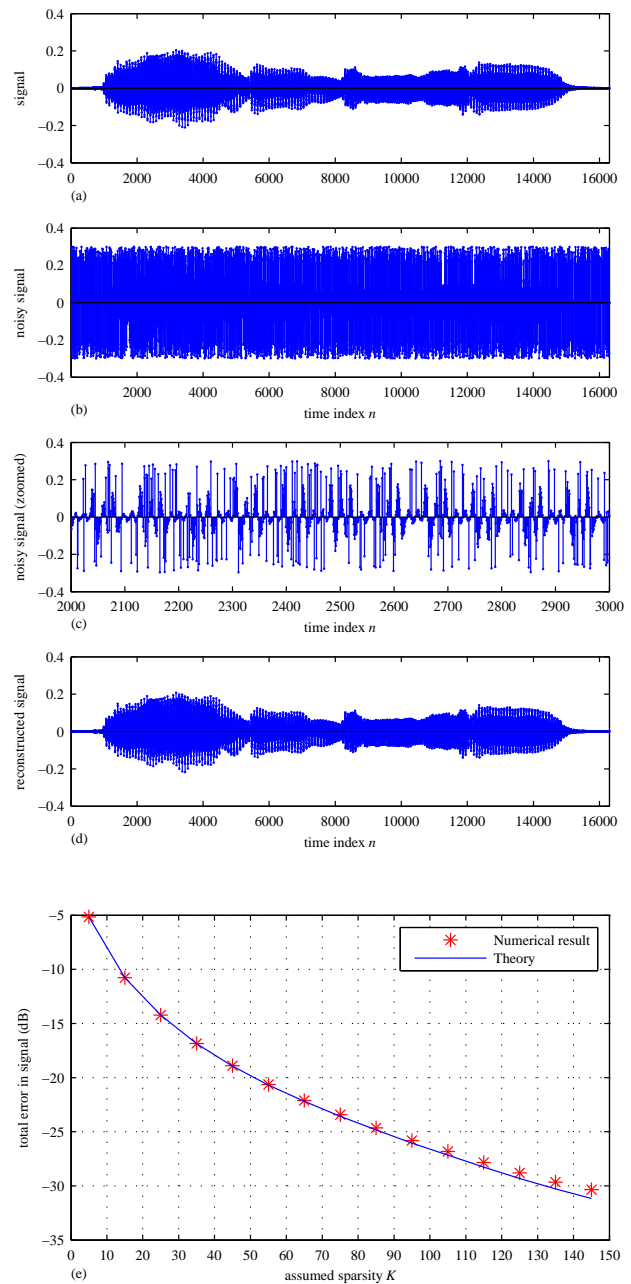 0.4
0.2
0
−0.2
−0.4
signal
0 2000 4000 6000 8000 10000 12000 14000 16000
(a)
0.4
0.2
0
−0.2
−0.4
noisy signal
2000 4000 6000 8000 10000 12000 14000 16000
(b)
time index n
0.4
0.2
0
−0.2
−0.4
noisy signal (zoomed)
2000 2100 2200 2300 2400 2500 2600 2700 2800 2900 3000
(c)
time index n
0.4
0.2
0
−0.2
−0.4
reconstructed signal
0 2000 4000 6000 8000 10000 12000 14000 16000
(d)
time index n
−5
−10
−15
−20
−25
−30
−35
total error in signal (dB)
Numerical result
Theory
0 10 20 30 40 50 60 70 80 90 100 110 120 130 140 150
(e)
assumed sparsity K